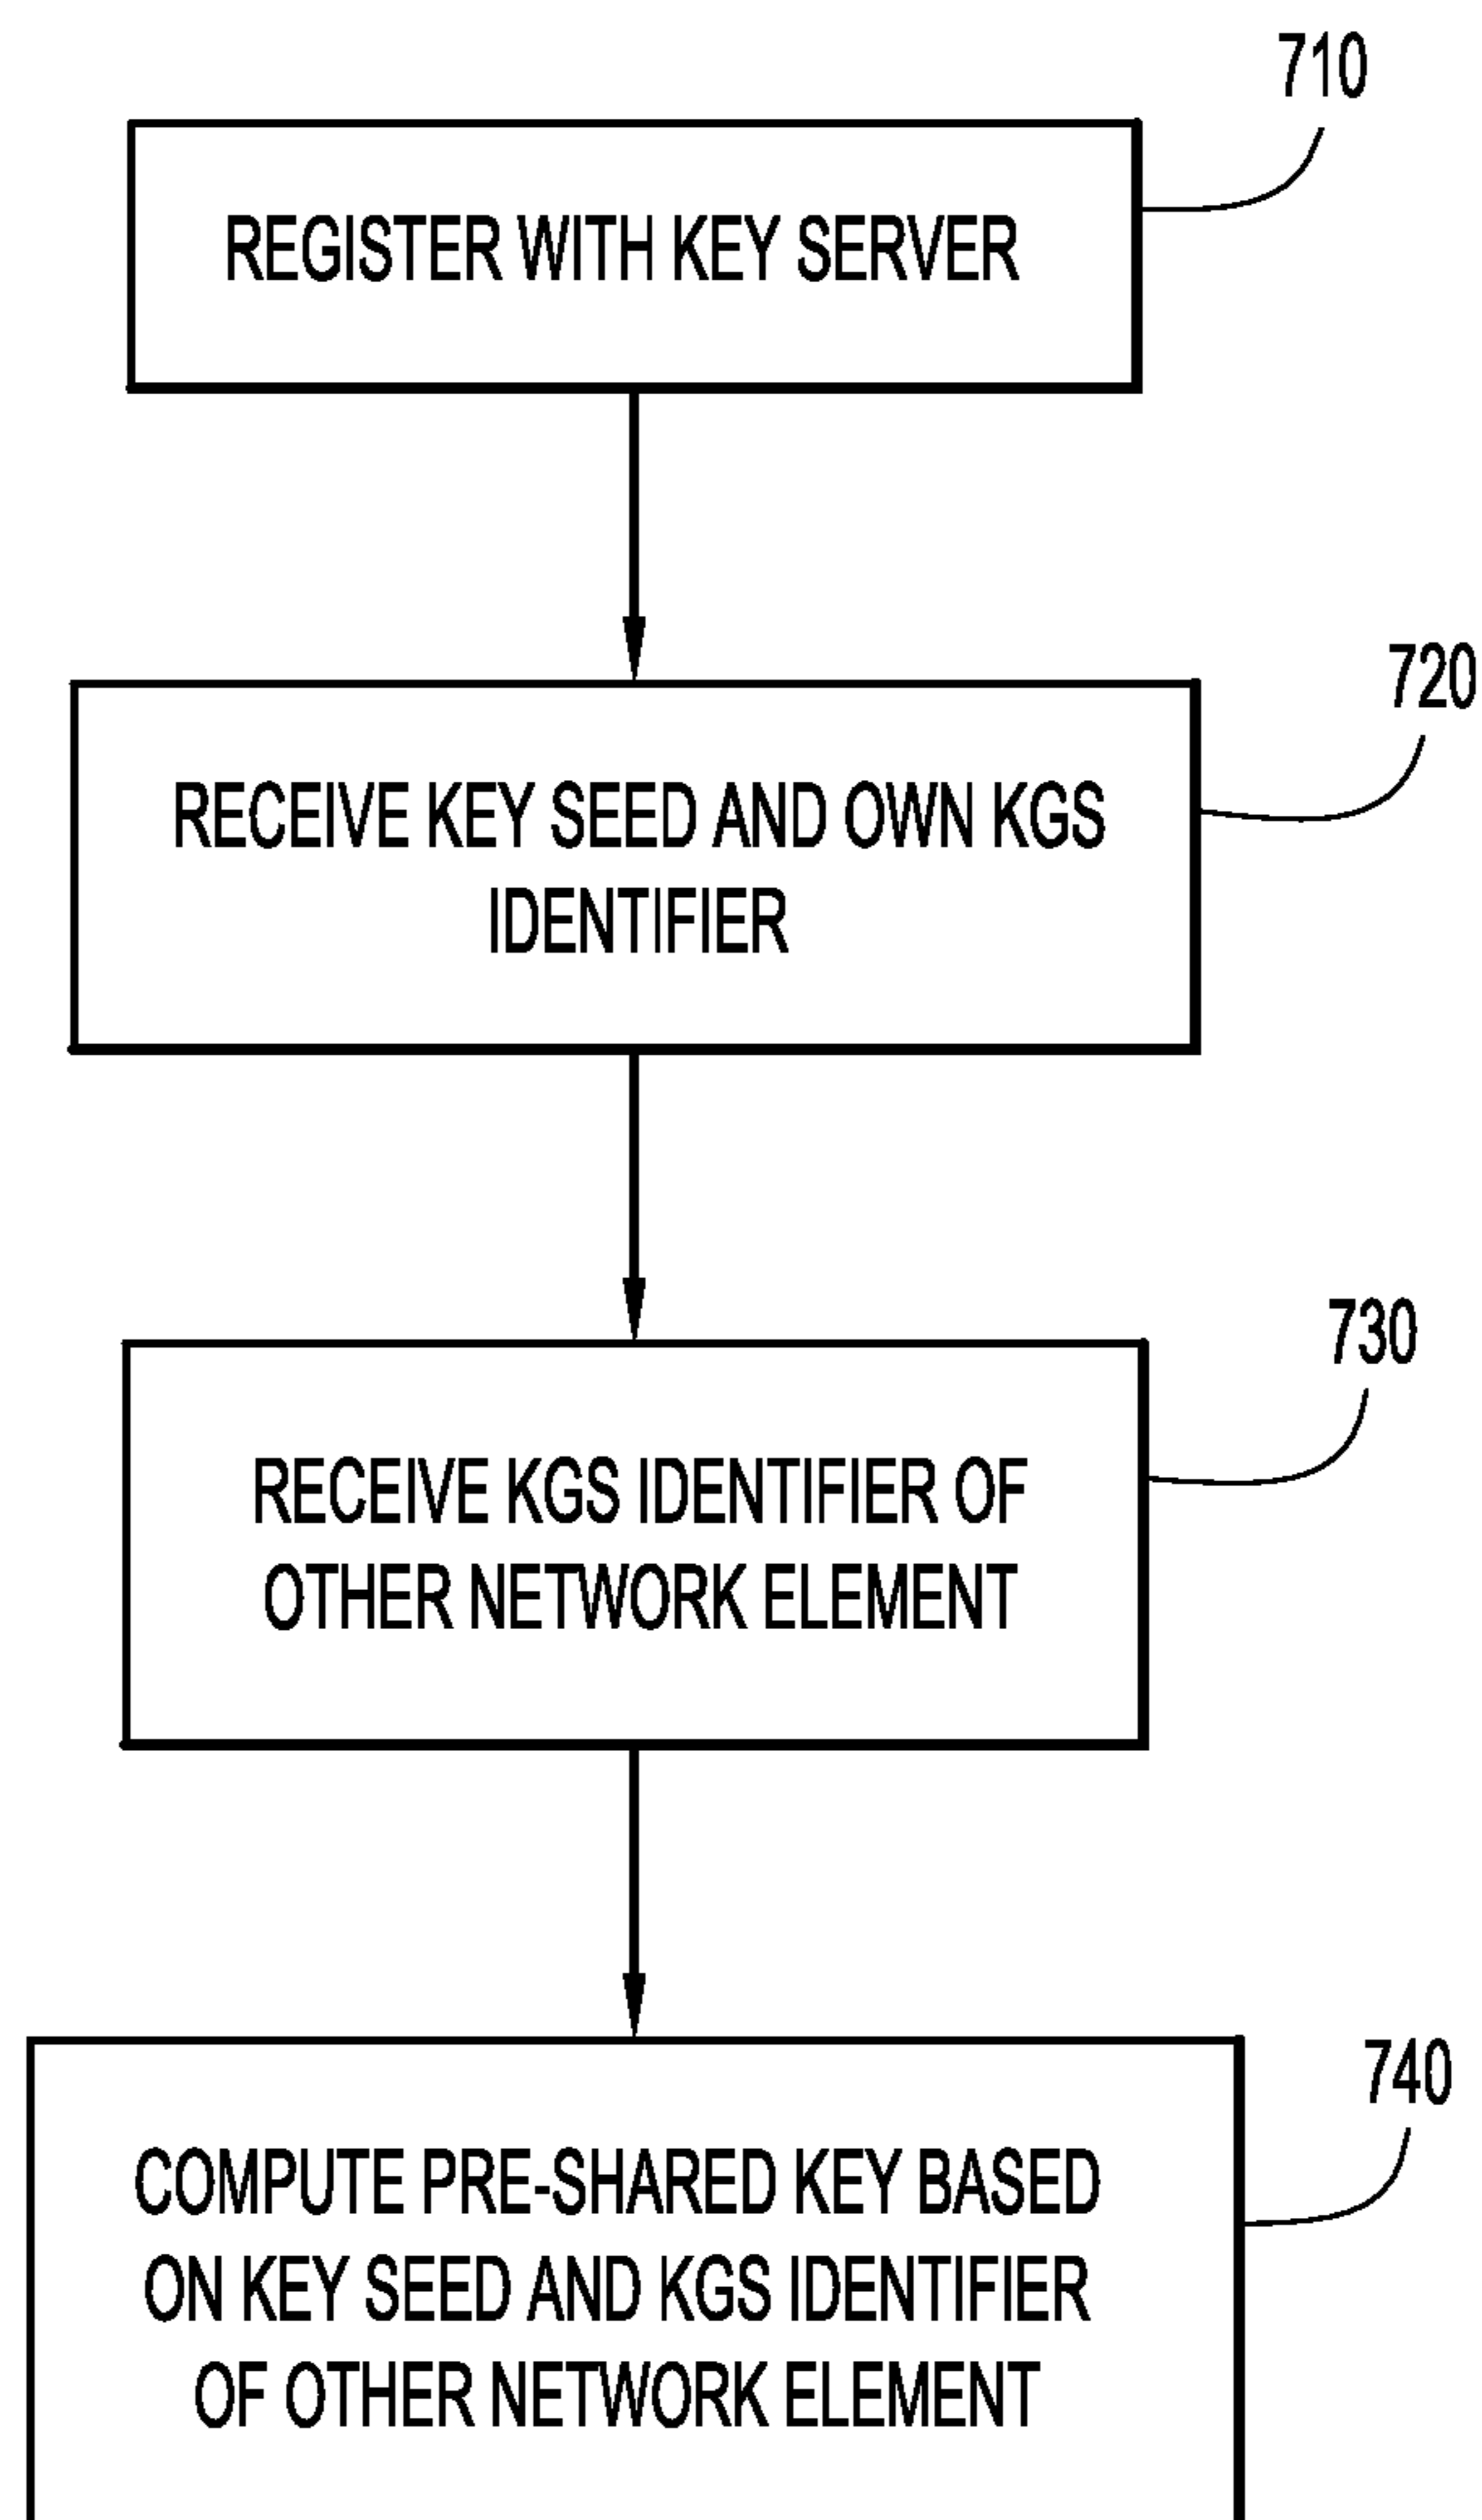 710
REGISTER WITH KEY SERVER
720
RECEIVE KEY SEED AND OWN KGS
IDENTIFIER
730
RECEIVE KGS IDENTIFIER OF
OTHER NETWORK ELEMENT
740
COMPUTE PRE-SHARED KEY BASED
ON KEY SEED AND KGS IDENTIFIER
OF OTHER NETWORK ELEMENT